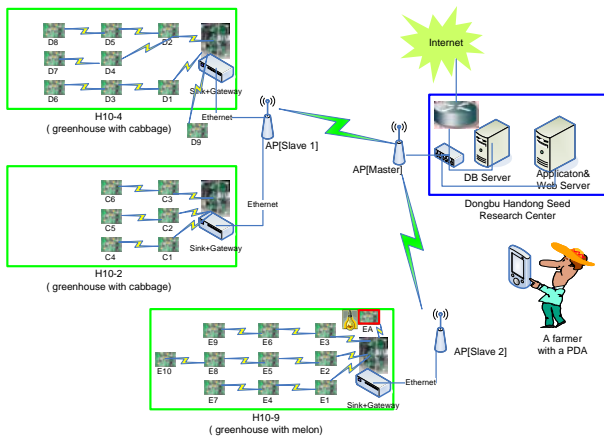 D8 D5 D2
D7 D4
D6 D3 D1
Sink+Gateway
Ethernet
D9
H10-4
( greenhouse with cabbage)
AP[Slave 1]
Internet
AP[Master]
DB Server
Applicaton&
Web Server
Dongbu Handong Seed
Research Center
C6 C3
C5 C2
C4 C1
Sink+Gateway
Ethernet
H10-2
( greenhouse with cabbage)
A farmer
with a PDA
EA
E9 E6 E3
E10 E8 E5 E2
E7 E4 E1
Sink+Gateway
Ethernet
AP[Slave 2]
H10-9
( greenhouse with melon)